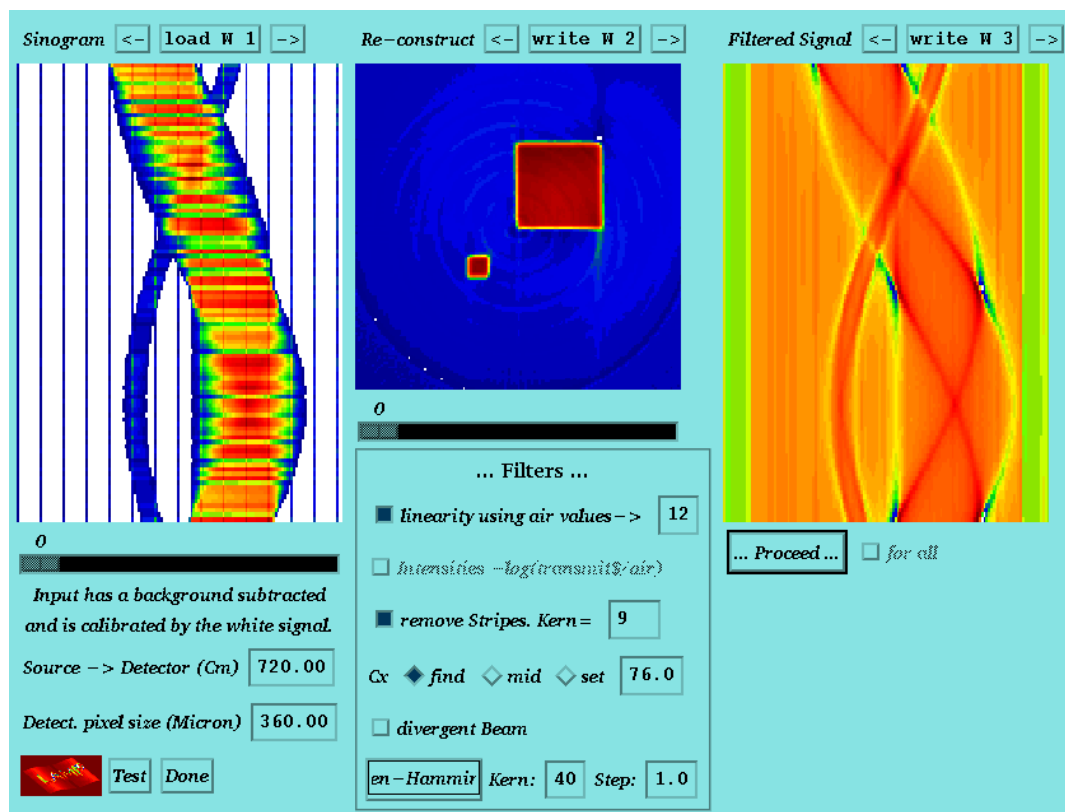 Sinogram <- load W 1 ->
Re-construct <- write W 2 ->
Filtered Signal <- write W 3 ->
0
Input has a background subtracted
and is calibrated by the white signal.
Source -> Detector (Cm) 720.00
Detect. pixel size (Micron) 360.00
Test Done
0
... Filters ...
linearity using air values-> 12
Intensities -log(transmit$/air)
remove Stripes. Kern= 9
Cx find mid set 76.0
divergent Beam
en-Hammir Kern: 40 Step: 1.0
... Proceed ... for all